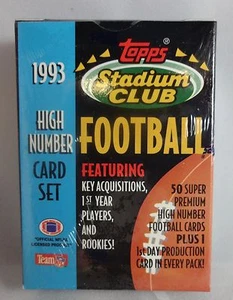 Topps
Stadium
CLUB
1993
HIGH
NUMBER
CARD
SET
FOOTBALL
FEATURING
KEY ACQUISITIONS,
1ST YEAR
PLAYERS,
AND
ROOKIES!
50 SUPER
PREMIUM
HIGH NUMBER
FOOTBALL CARDS
PLUS 1
1st DAY PRODUCTION
CARD IN EVERY PACK!
Team